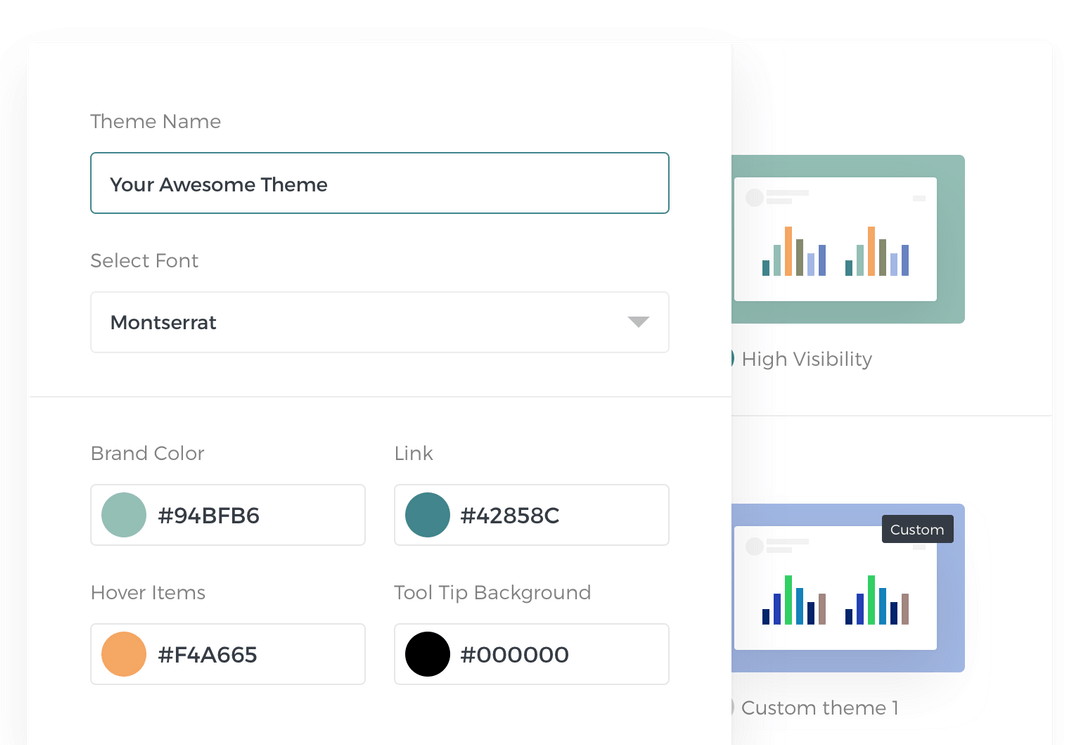 Theme Name
Your Awesome Theme
Select Font
Montserrat
High Visibility
Brand Color
Link
#94BFB6
#42858C
Custom
Hover Items
Tool Tip Background
#F4A665
#000000
Custom theme 1